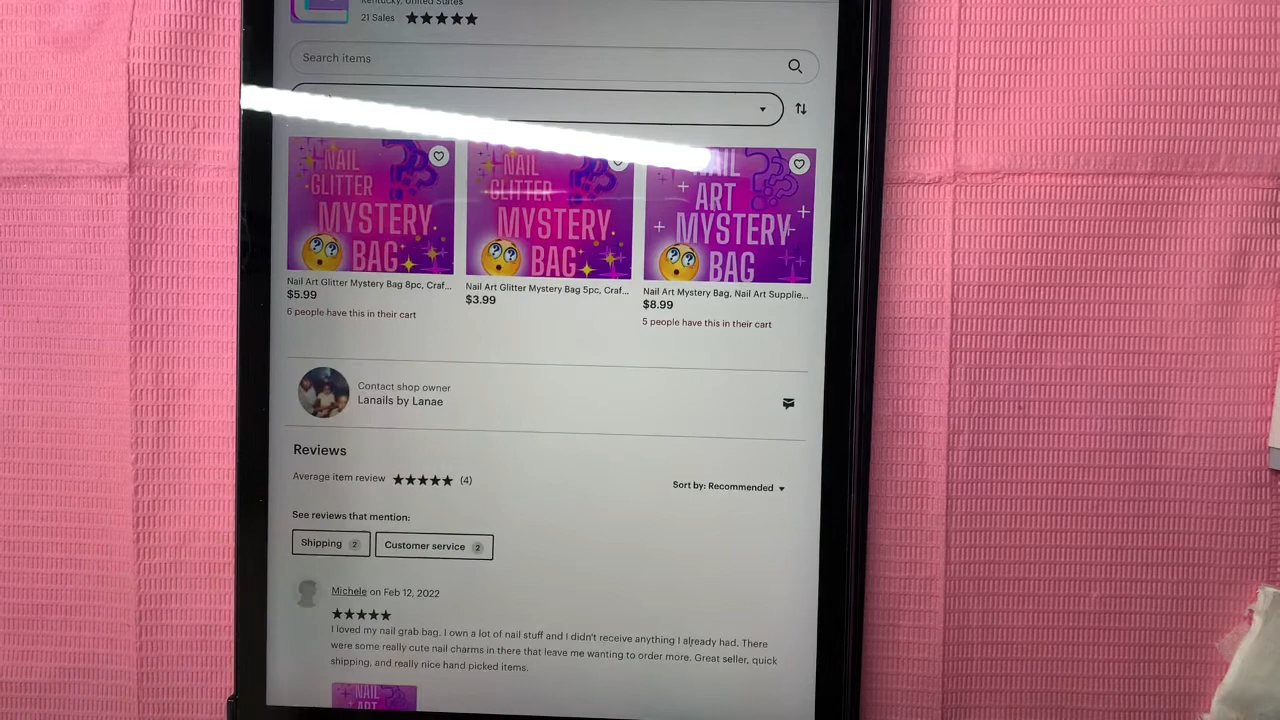 Kentucky, United States
21 Sales ★★★★★
Search items
NAIL
GLITTER
MYSTERY
BAG
NAIL
GLITTER
MYSTERY
BAG
NAIL
ART
MYSTERY
BAG
Nail Art Glitter Mystery Bag 8pc, Craf...
$5.99
6 people have this in their cart
Nail Art Glitter Mystery Bag 5pc, Craf...
$3.99
Nail Art Mystery Bag, Nail Art Supplie...
$8.99
5 people have this in their cart
Contact shop owner
Lanails by Lanae
Reviews
Average item review ★★★★★ (4)
Sort by: Recommended
See reviews that mention:
Shipping 2
Customer service 2
Michele on Feb 12, 2022
★★★★★
I loved my nail grab bag. I own a lot of nail stuff and I didn't receive anything I already had. There
were some really cute nail charms in there that leave me wanting to order more. Great seller, quick
shipping, and really nice hand picked items.
NAIL
ART